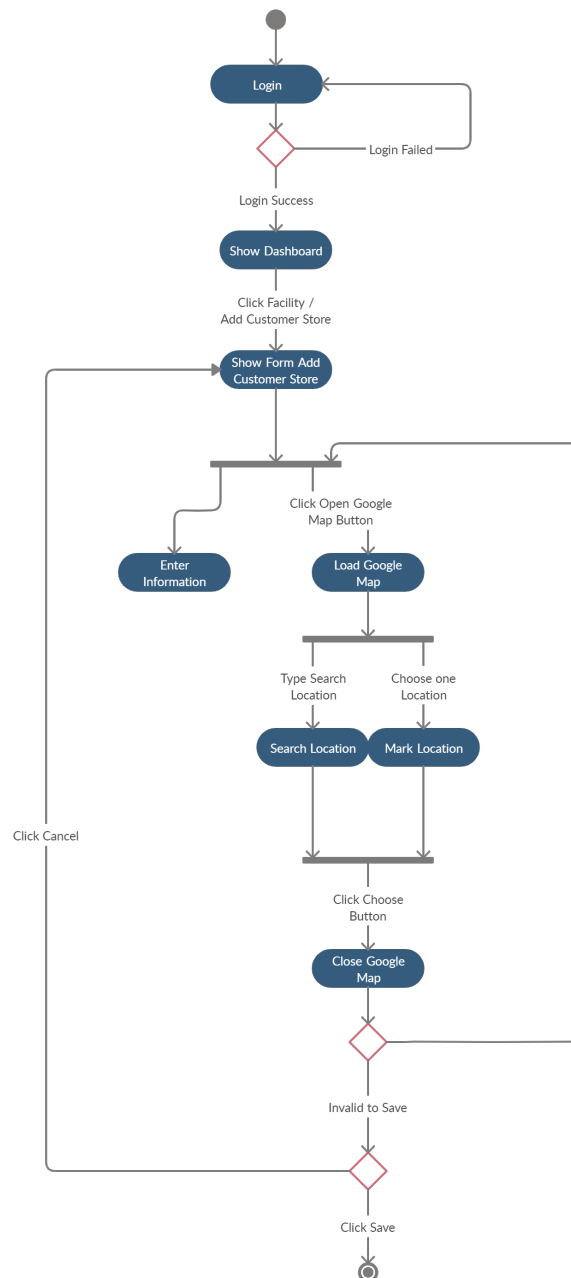 Login
Login Failed
Login Success
Show Dashboard
Click Facility /
Add Customer Store
Show Form Add
Customer Store
Click Open Google
Map Button
Enter
Information
Load Google
Map
Type Search
Location
Choose one
Location
Search Location
Mark Location
Click Cancel
Click Choose
Button
Close Google
Map
Invalid to Save
Click Save